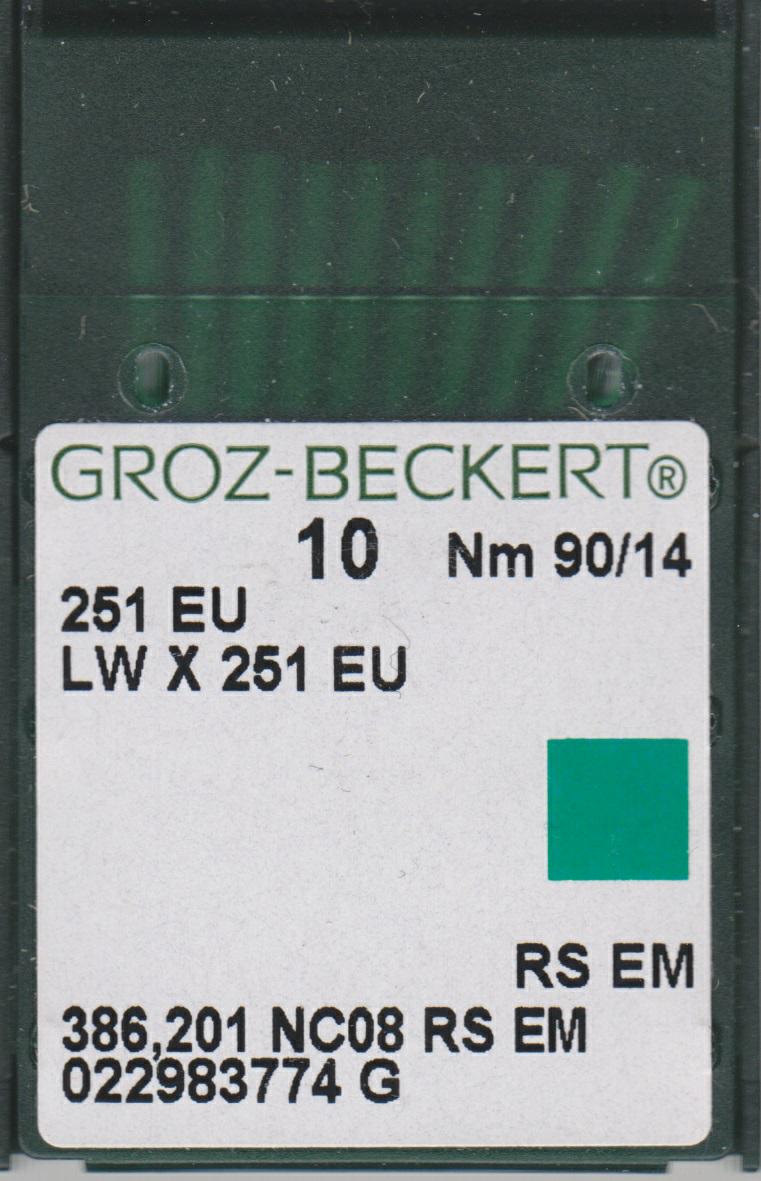 GROZ-BECKERT®
10 Nm 90/14
251 EU
LW X 251 EU
RS EM
386,201 NC08 RS EM
022983774 G